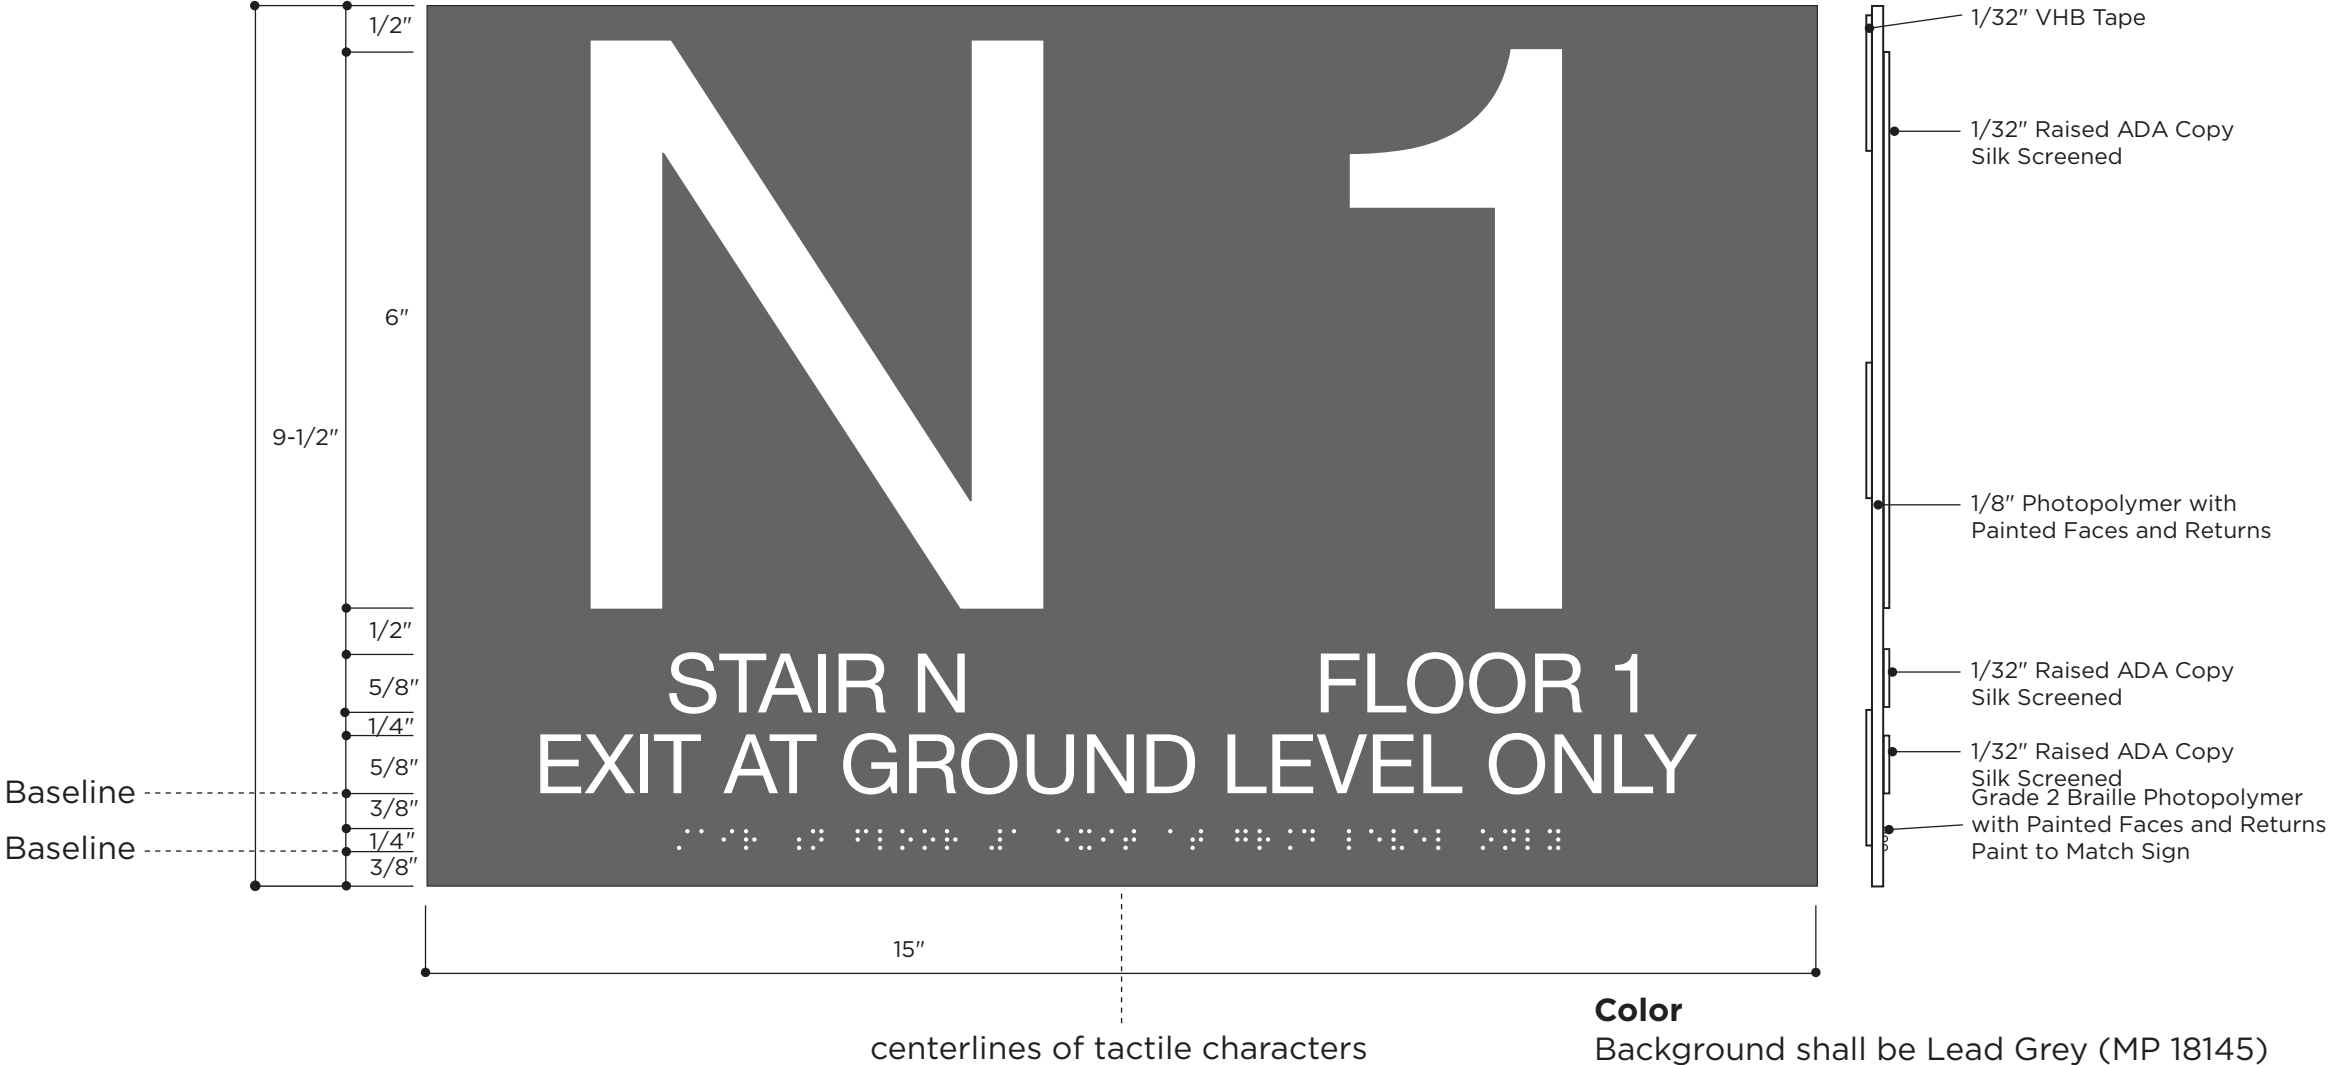 1/2"
1/32" VHB Tape
N 1
1/32" Raised ADA Copy
Silk Screened
6"
9-1/2"
1/8" Photopolymer with
Painted Faces and Returns
1/2"
STAIR N FLOOR 1
5/8"
1/32" Raised ADA Copy
Silk Screened
1/4"
EXIT AT GROUND LEVEL ONLY
5/8"
1/32" Raised ADA Copy
Silk Screened
Baseline
3/8"
Grade 2 Braille Photopolymer
with Painted Faces and Returns
Paint to Match Sign
1/4"
Baseline
3/8"
15"
centerlines of tactile characters
Color
Background shall be Lead Grey (MP 18145)